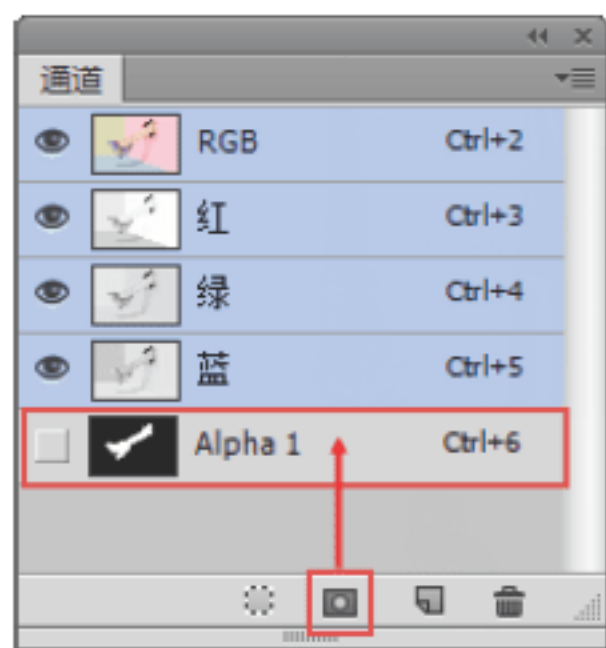 通道
RGB Ctrl+2
红 Ctrl+3
绿 Ctrl+4
蓝 Ctrl+5
Alpha 1 Ctrl+6